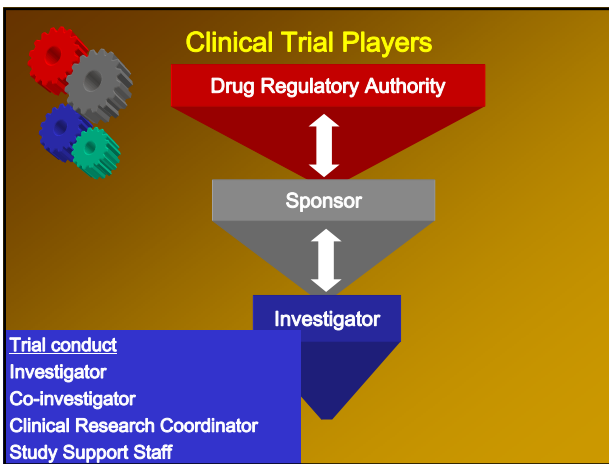 Clinical Trial Players
Drug Regulatory Authority
Sponsor
Investigator
Trial conduct
Investigator
Co-investigator
Clinical Research Coordinator
Study Support Staff